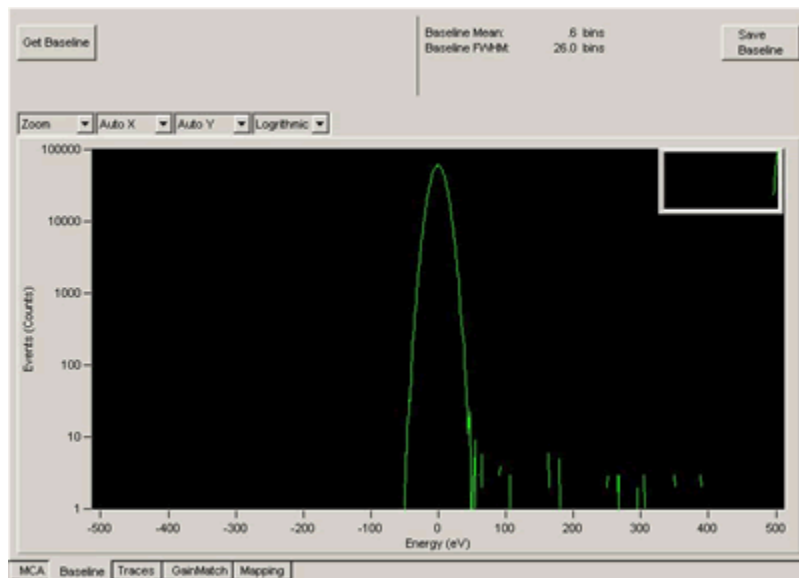 Get Baseline
Baseline Mean: .6 bins
Baseline FWHM: 26.0 bins
Save
Baseline
Zoom Auto X Auto Y Logrithmic
100000
10000
1000
100
10
1
Events (Counts)
-500 -400 -300 -200 -100 0 100 200 300 400 500
Energy (eV)
MCA Baseline Traces GainMatch Mapping